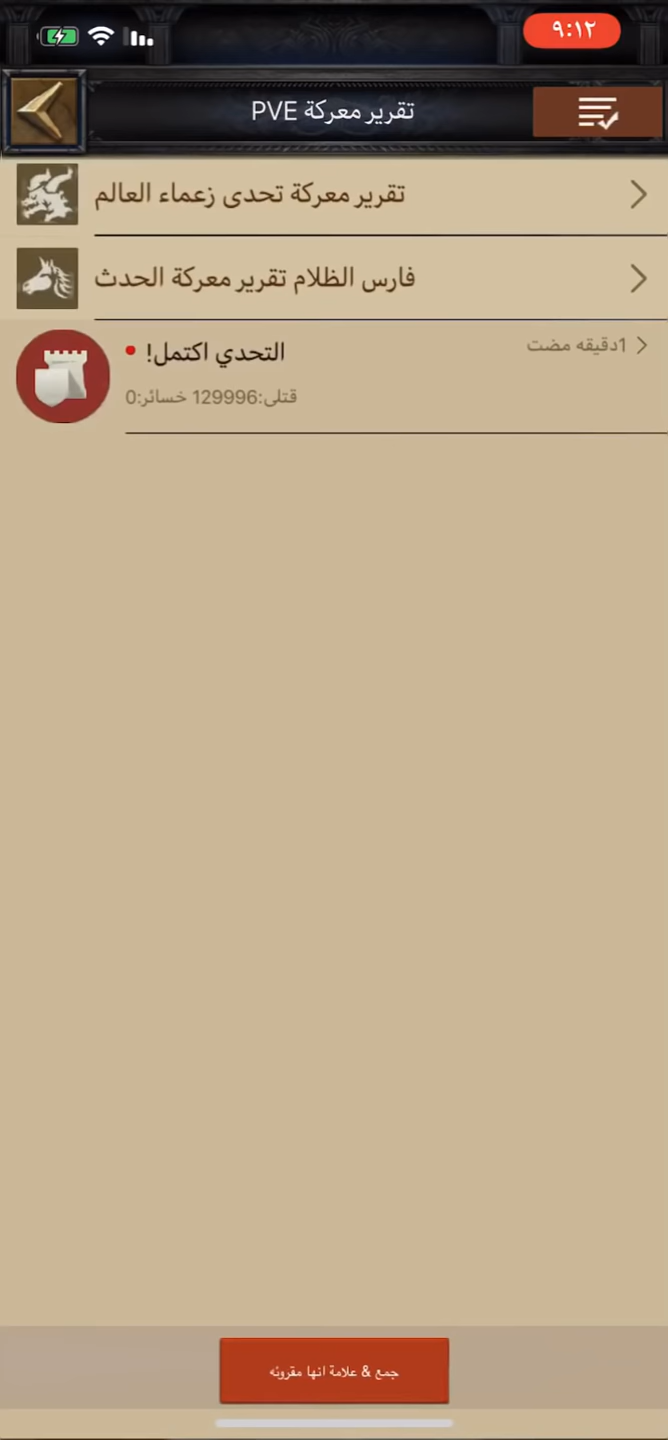 ٩:١٢
تقرير معركة PVE
تقرير معركة تحدى زعماء العالم
فارس الظلام تقرير معركة الحدث
التحدي اكتمل!
1دقيقه مضت
قتلى:129996 خسائر:0
جمع & علامة انها مقروئه